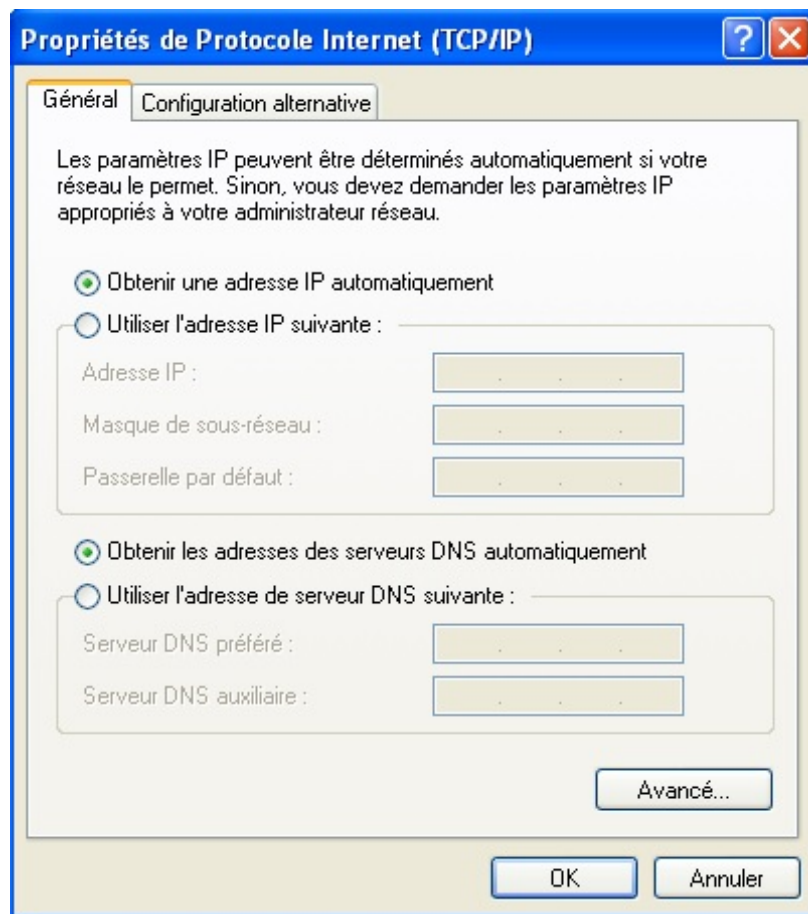 Propriétés de Protocole Internet (TCP/IP)
Général
Configuration alternative
Les paramètres IP peuvent être déterminés automatiquement si votre
réseau le permet. Sinon, vous devez demander les paramètres IP
appropriés à votre administrateur réseau.
Obtenir une adresse IP automatiquement
Utiliser l'adresse IP suivante :
Adresse IP :
Masque de sous-réseau :
Passerelle par défaut :
Obtenir les adresses des serveurs DNS automatiquement
Utiliser l'adresse de serveur DNS suivante :
Serveur DNS préféré :
Serveur DNS auxiliaire :
Avancé...
OK
Annuler